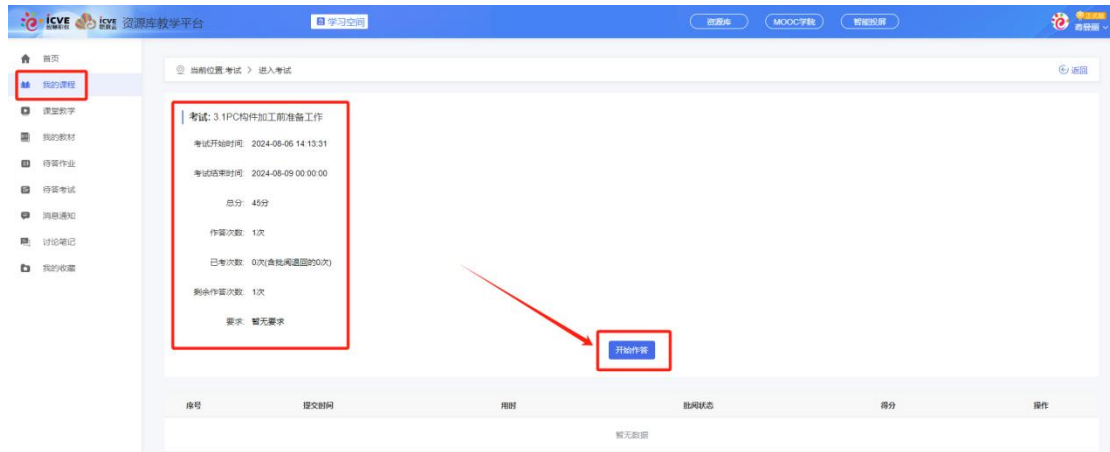 icve icve 资源库教学平台 学习空间 资源库 MOOC学院 智能投屏
首页
我的课程
课堂教学
我的教材
待答作业
待答考试
消息通知
讨论笔记
我的收藏
当前位置:考试 > 进入考试 返回
考试: 3.1PC构件加工前准备工作
考试开始时间: 2024-08-06 14:13:31
考试结束时间: 2024-08-09 00:00:00
总分: 45分
作答次数: 1次
已考次数: 0次(含批阅退回的0次)
剩余作答次数: 1次
要求: 暂无要求
开始作答
序号 提交时间 用时 批阅状态 得分 操作
暂无数据